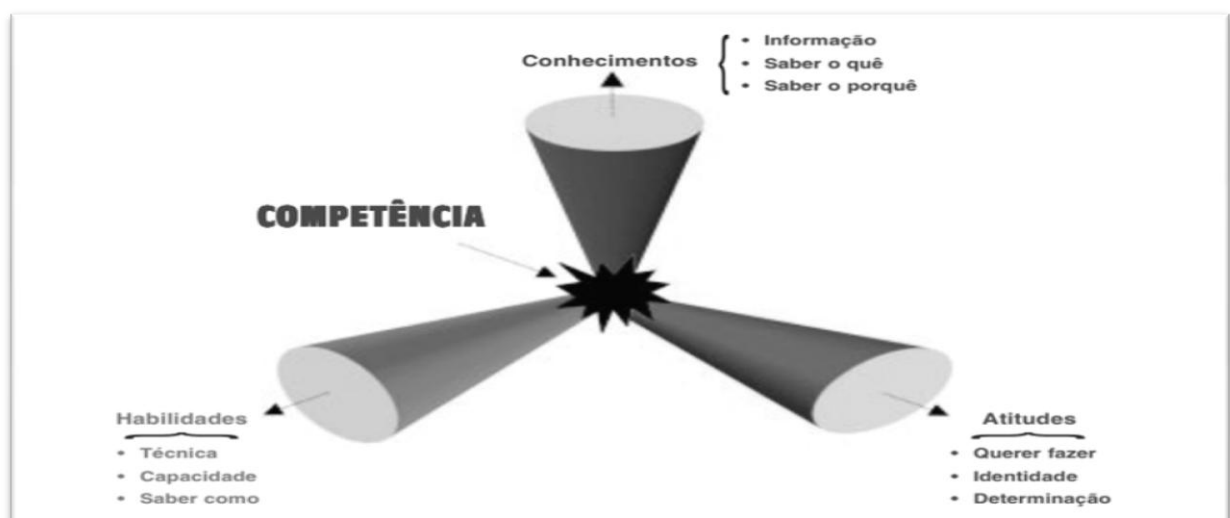 Conhecimentos
• Informação
• Saber o quê
• Saber o porquê
COMPETÊNCIA
Habilidades
• Técnica
• Capacidade
• Saber como
Atitudes
• Querer fazer
• Identidade
• Determinação